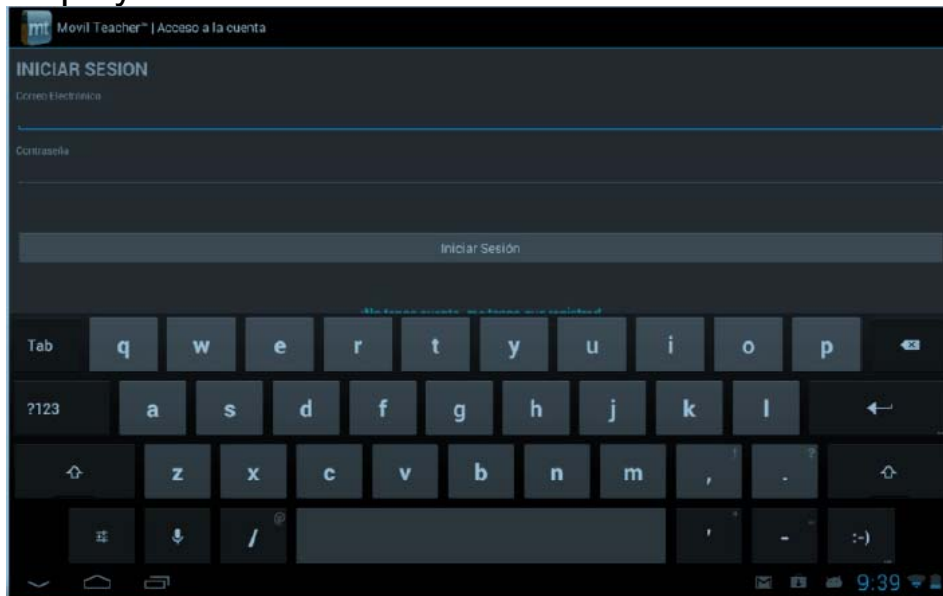 mt Movil Teacher™ | Acceso a la cuenta
INICIAR SESION
Correo Electrónico
Contraseña
Iniciar Sesión
Tab q w e r t y u i o p
?123 a s d f g h j k l
z x c v b n m , ! . ?
/ @ ' " - _ :-)
9:39